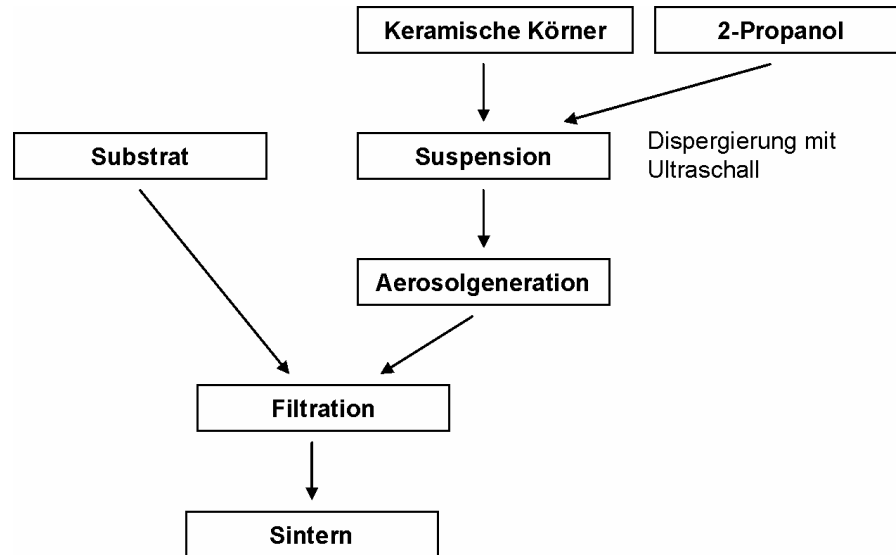 Keramische Körner
2-Propanol
Substrat
Suspension
Dispergierung mit
Ultraschall
Aerosolgeneration
Filtration
Sintern